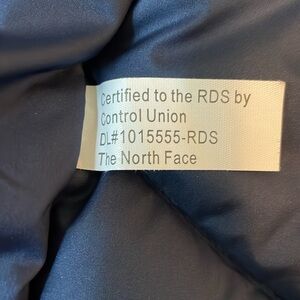 Certified to the RDS by
Control Union
DL#1015555-RDS
The North Face